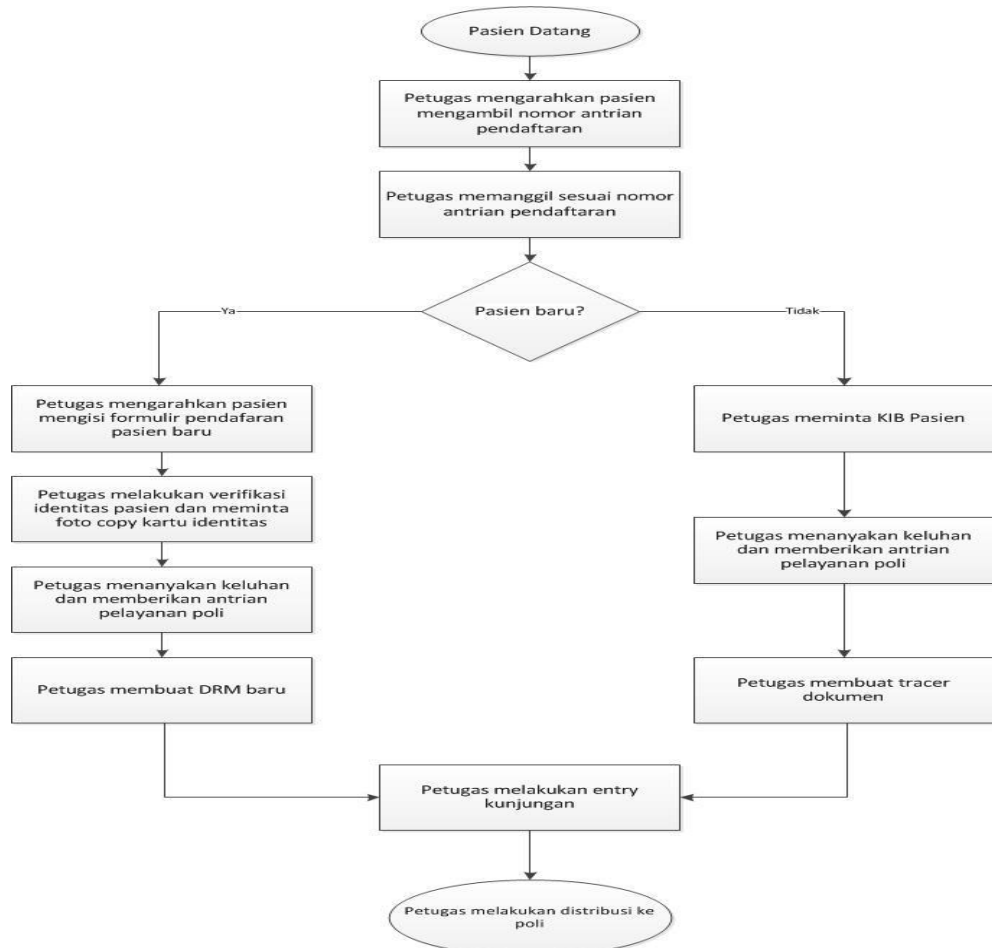 Pasien Datang
Petugas mengarahkan pasien
mengambil nomor antrian
pendaftaran
Petugas memanggil sesuai nomor
antrian pendaftaran
Pasien baru?
Ya
Tidak
Petugas mengarahkan pasien
mengisi formulir pendafaran
pasien baru
Petugas melakukan verifikasi
identitas pasien dan meminta
foto copy kartu identitas
Petugas menanyakan keluhan
dan memberikan antrian
pelayanan poli
Petugas membuat DRM baru
Petugas meminta KIB Pasien
Petugas menanyakan keluhan
dan memberikan antrian
pelayanan poli
Petugas membuat tracer
dokumen
Petugas melakukan entry
kunjungan
Petugas melakukan distribusi ke
poli